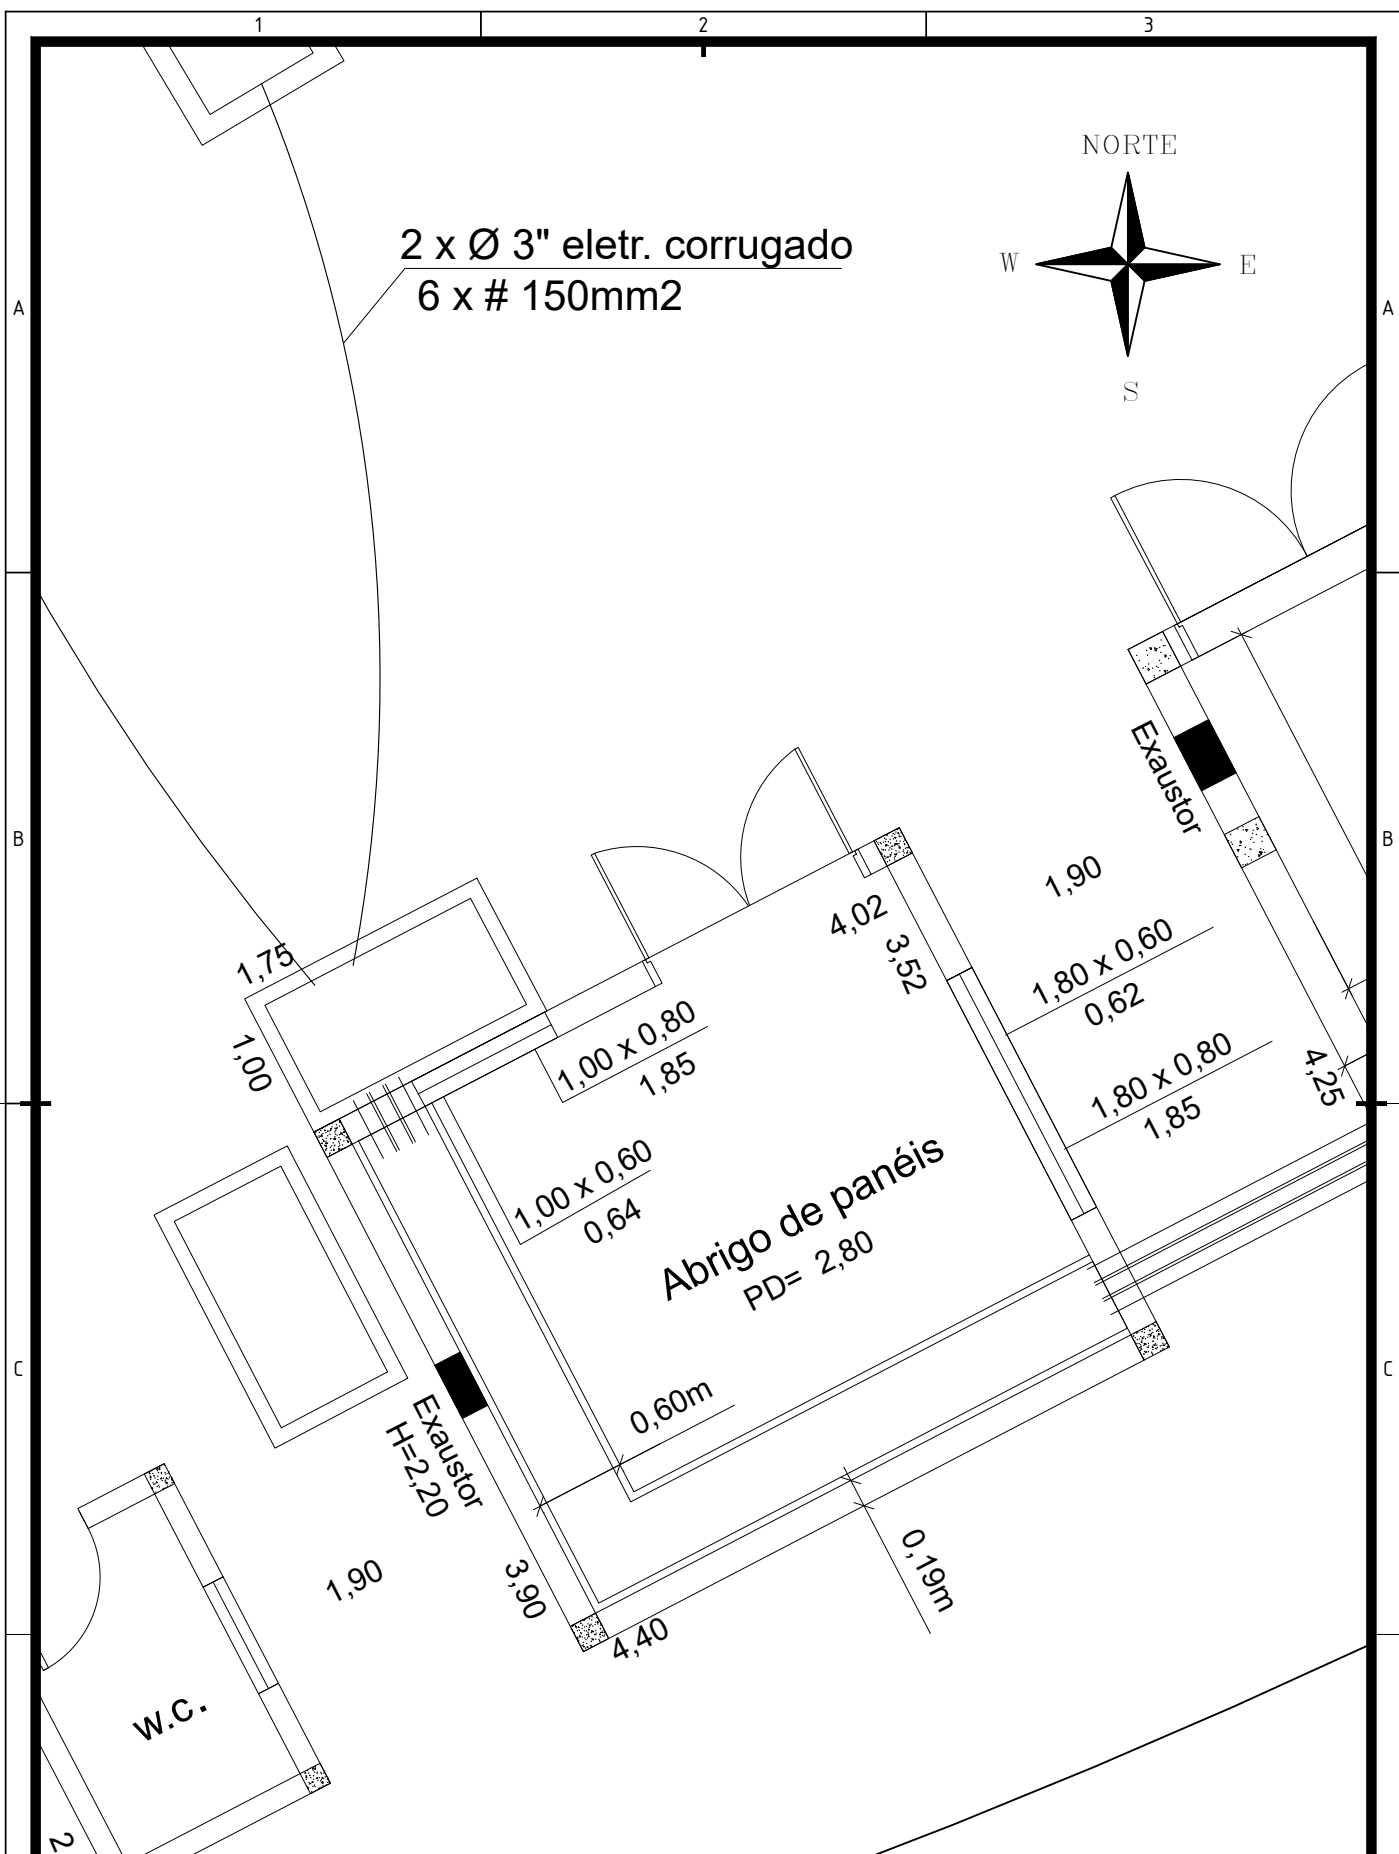 1 2 3
NORTE
W E
S
2 x Ø 3" eletr. corrugado
6 x # 150mm2
A A
Exaustor
B B
1,90
4,02
3,52
1,80 x 0,60
0,62
1,75
1,00
1,00 x 0,80
1,85
1,80 x 0,80
1,85
4,25
1,00 x 0,60
0,64
Abrigo de panéis
PD= 2,80
C C
0,60m
Exaustor
H=2,20
0,19m
1,90
3,90
4,40
w.c.
2